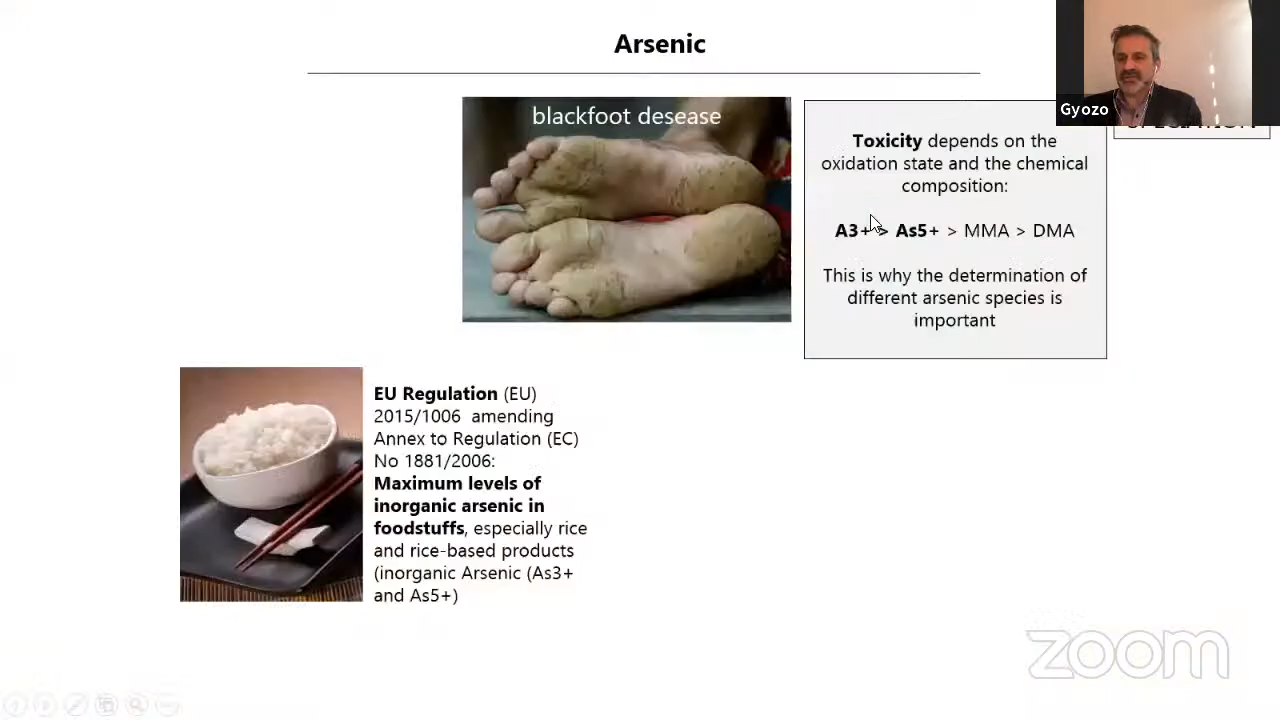 Arsenic
blackfoot desease
Gyozo
Toxicity depends on the
oxidation state and the chemical
composition:
A3+ > As5+ > MMA > DMA
This is why the determination of
different arsenic species is
important
EU Regulation (EU)
2015/1006 amending
Annex to Regulation (EC)
No 1881/2006:
Maximum levels of
inorganic arsenic in
foodstuffs, especially rice
and rice-based products
(inorganic Arsenic (As3+
and As5+)
zoom